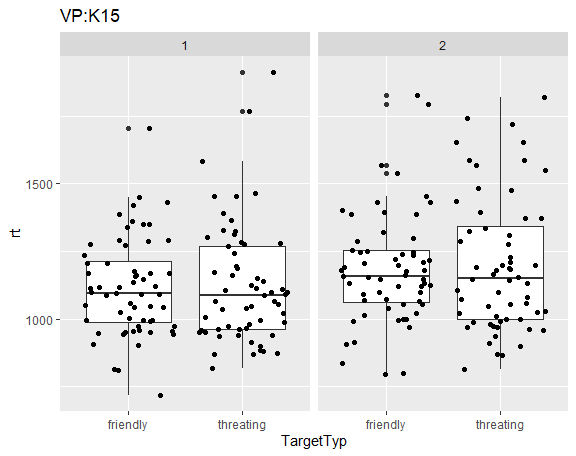 VP:K15
1
2
rt
1500
1000
friendly
threating
friendly
threating
TargetTyp